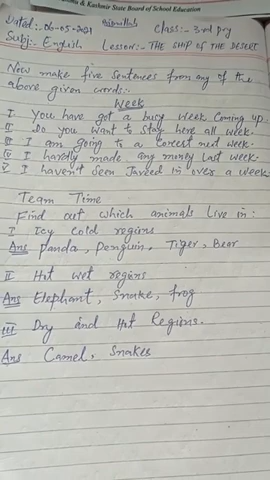 & Kashmir State Board of School Education
Dated:- 06-05-2021 Class:- 3rd Dry
Subj:- English Lesson:- THE SHIP OF THE DESERT
Now make five Sentences from any of the
above given words:-
Week
I You have got a busy week coming up
II Do you want to stay here all week.
III I am going to a next week.
IV I hardly made any money last week.
V I haven't seen Javeed in over a week
Team Time
Find out which animals live in:
I Icy Cold regins
Ans Panda, Penguin, Tiger, Bear
II Hot wet regions
Ans Elephant, Snake, frog
III Dry and Hot Regions.
Ans Camel, Snakes